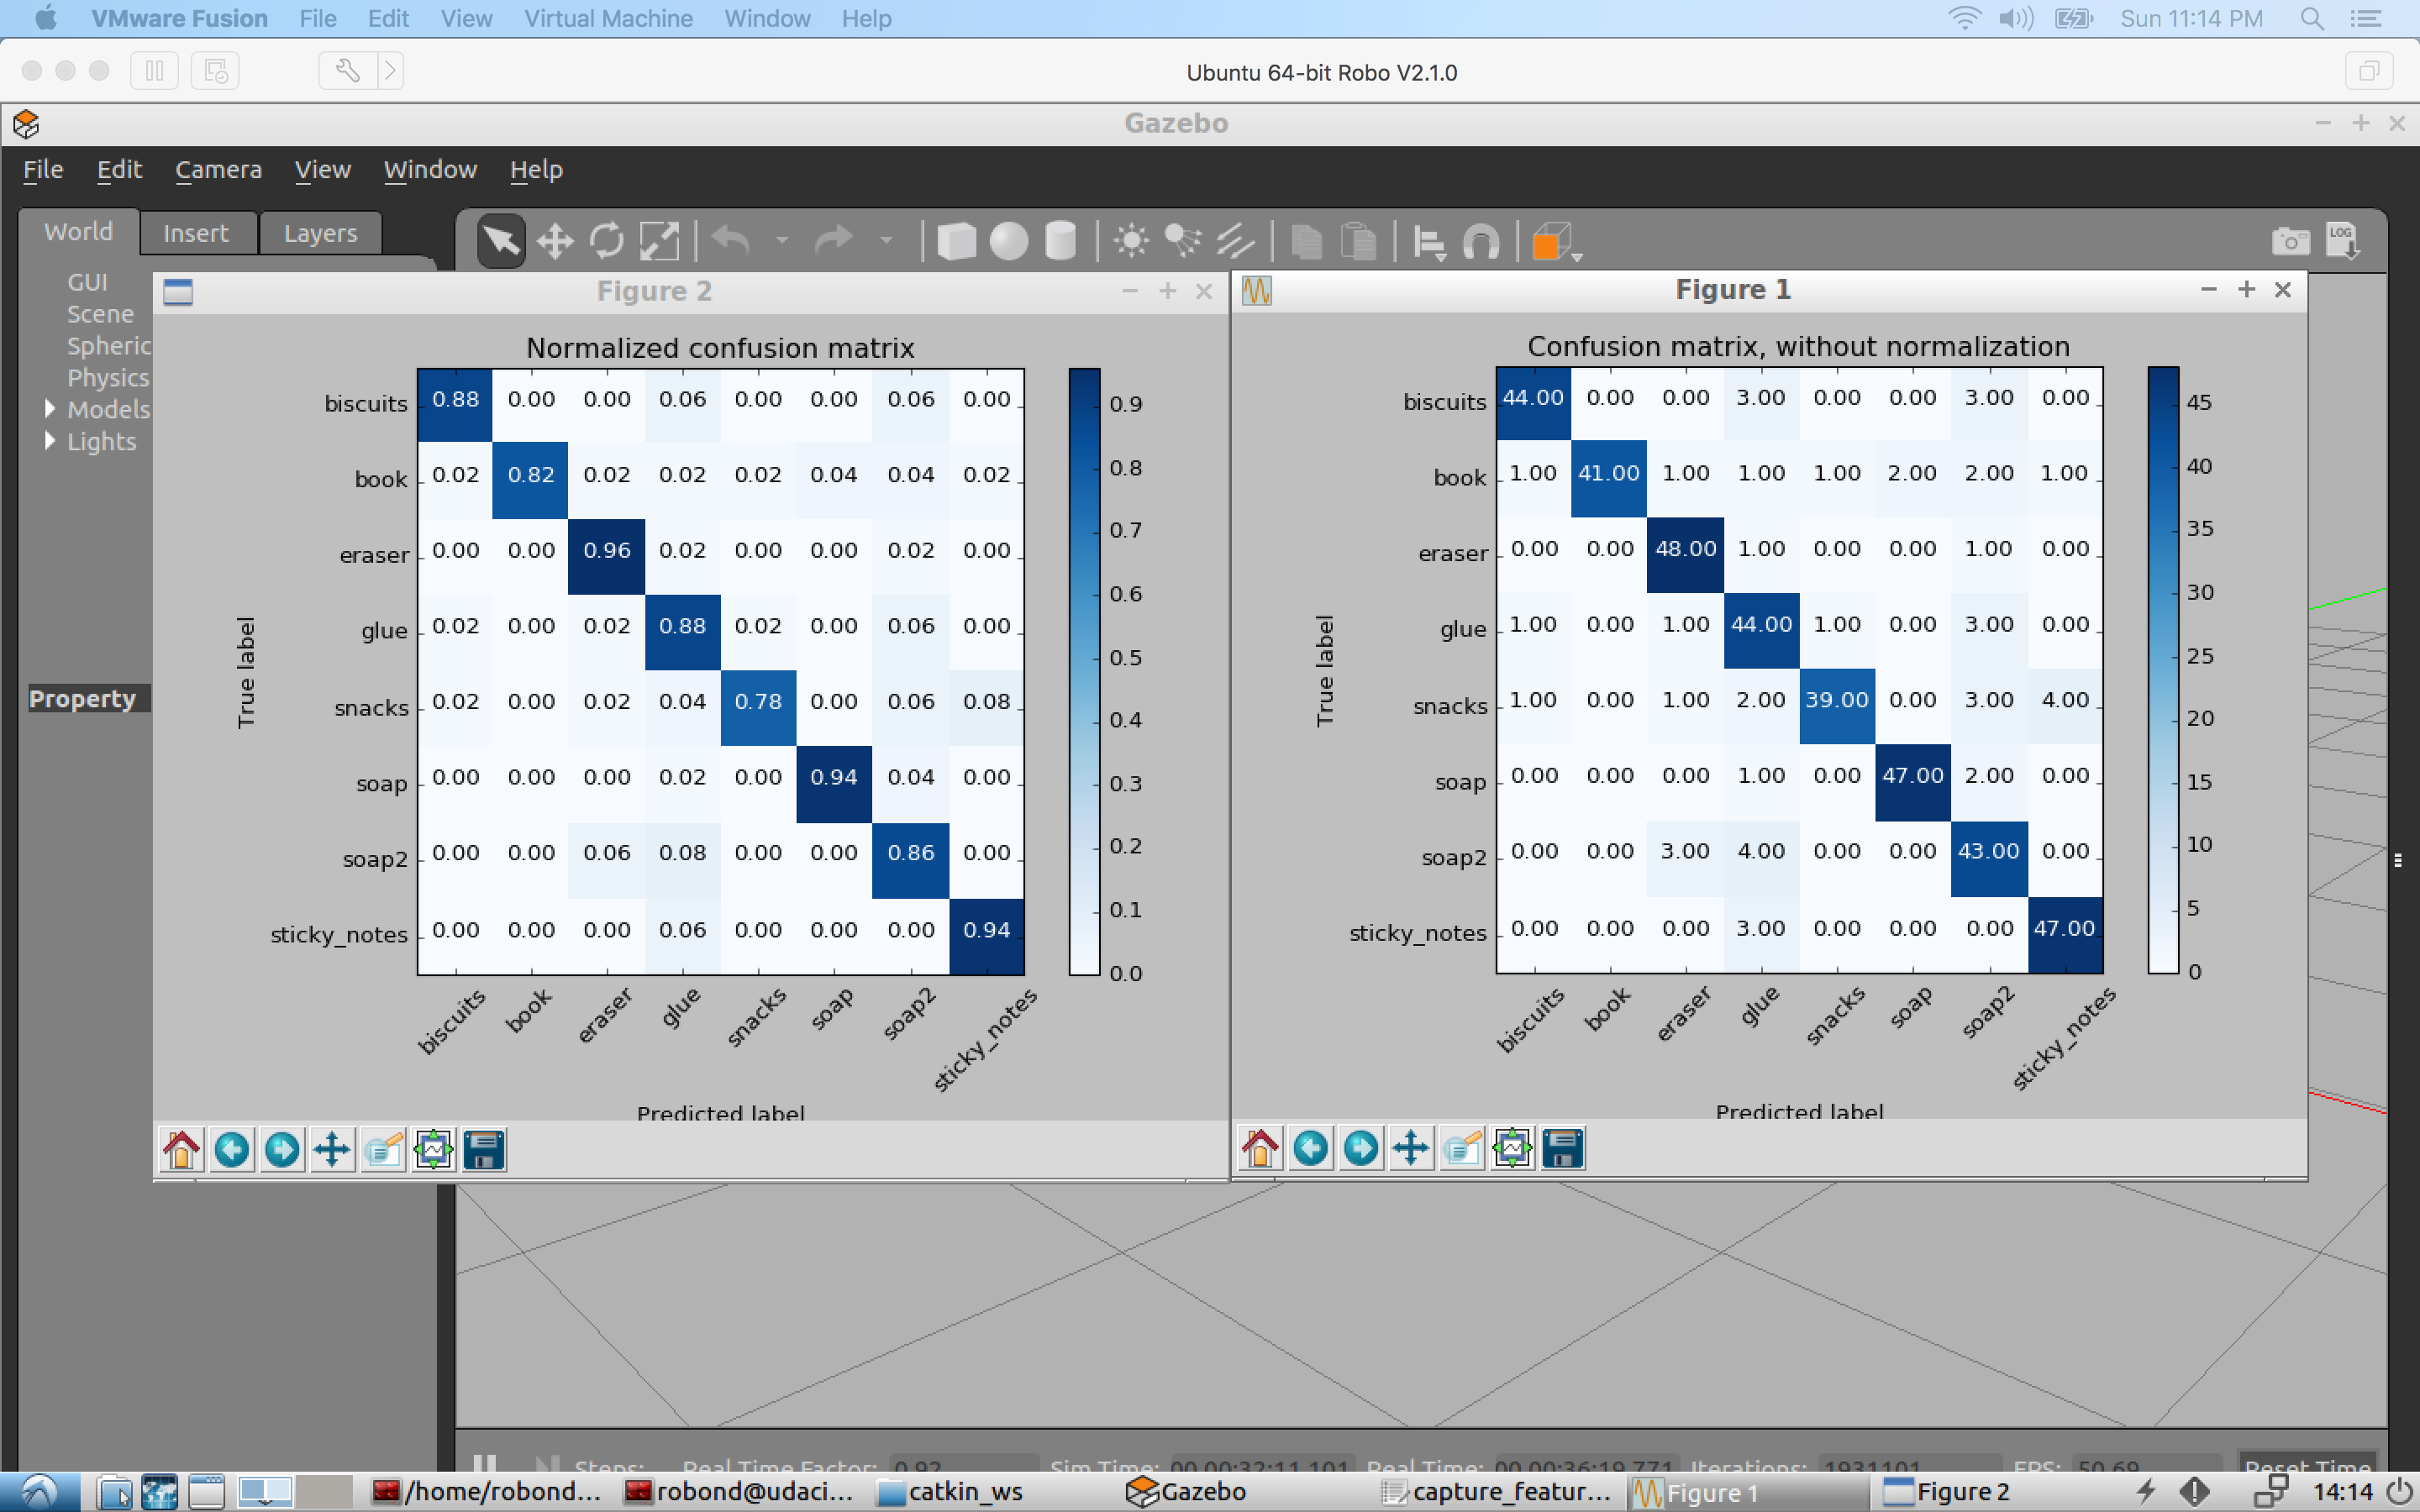 VMware Fusion File Edit View Virtual Machine Window Help Sun 11:14 PM
Ubuntu 64-bit Robo V2.1.0
Gazebo
File Edit Camera View Window Help
World Insert Layers
LOG
GUI
Scene
Spheric
Physics
Models
Lights
Property
Figure 2
Normalized confusion matrix
biscuits 0.88 0.00 0.00 0.06 0.00 0.00 0.06 0.00
book 0.02 0.82 0.02 0.02 0.02 0.04 0.04 0.02
eraser 0.00 0.00 0.96 0.02 0.00 0.00 0.02 0.00
glue 0.02 0.00 0.02 0.88 0.02 0.00 0.06 0.00
snacks 0.02 0.00 0.02 0.04 0.78 0.00 0.06 0.08
soap 0.00 0.00 0.00 0.02 0.00 0.94 0.04 0.00
soap2 0.00 0.00 0.06 0.08 0.00 0.00 0.86 0.00
sticky_notes 0.00 0.00 0.00 0.06 0.00 0.00 0.00 0.94
True label
biscuits book eraser glue snacks soap soap2 sticky_notes
Predicted label
0.9
0.8
0.7
0.6
0.5
0.4
0.3
0.2
0.1
0.0
Figure 1
Confusion matrix, without normalization
biscuits 44.00 0.00 0.00 3.00 0.00 0.00 3.00 0.00
book 1.00 41.00 1.00 1.00 1.00 2.00 2.00 1.00
eraser 0.00 0.00 48.00 1.00 0.00 0.00 1.00 0.00
glue 1.00 0.00 1.00 44.00 1.00 0.00 3.00 0.00
snacks 1.00 0.00 1.00 2.00 39.00 0.00 3.00 4.00
soap 0.00 0.00 0.00 1.00 0.00 47.00 2.00 0.00
soap2 0.00 0.00 3.00 4.00 0.00 0.00 43.00 0.00
sticky_notes 0.00 0.00 0.00 3.00 0.00 0.00 0.00 47.00
True label
biscuits book eraser glue snacks soap soap2 sticky_notes
Predicted label
45
40
35
30
25
20
15
10
5
0
Steps: Real Time Factor: 0.92 Sim Time: 00 00:32:11.101 Real Time: 00 00:36:19.771 Iterations: 1931101 FPS: 50.69 Reset Time
/home/robond... robond@udaci... catkin_ws Gazebo capture_featur... Figure 1 Figure 2 14:14